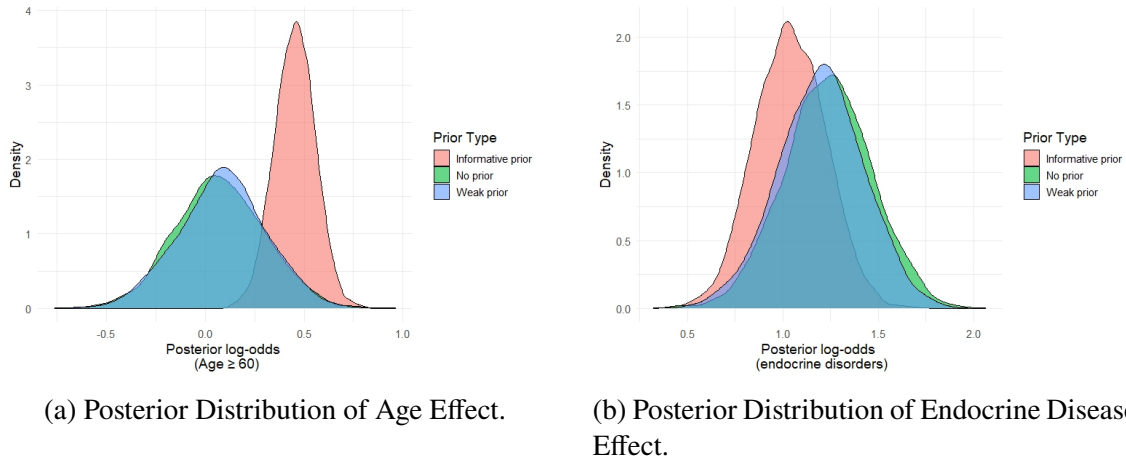 4
3
2
1
0
Density
-0.5
0.0
0.5
1.0
Posterior log-odds
(Age ≥ 60)
Prior Type
Informative prior
No prior
Weak prior
(a) Posterior Distribution of Age Effect.
2.0
1.5
1.0
0.5
0.0
Density
0.5
1.0
1.5
2.0
Posterior log-odds
(endocrine disorders)
Prior Type
Informative prior
No prior
Weak prior
(b) Posterior Distribution of Endocrine Disease
Effect.